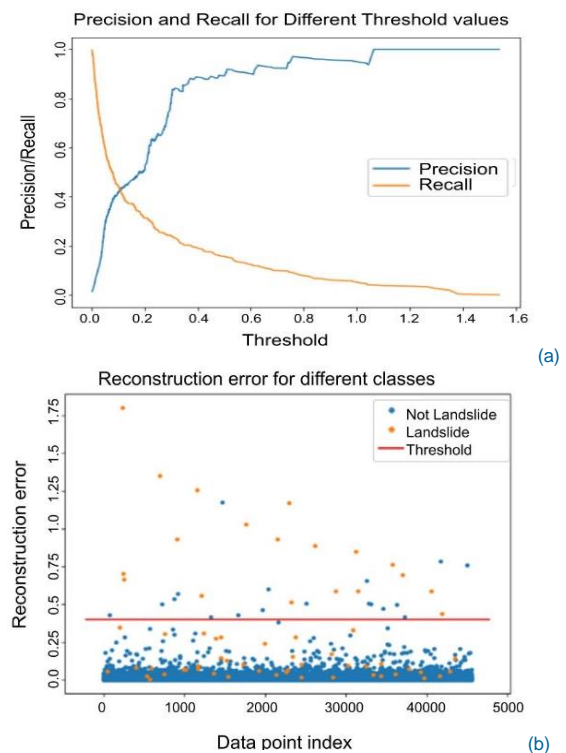 Precision and Recall for Different Threshold values
Precision/Recall
1.0
0.8
0.6
0.4
0.2
0.0
Precision
Recall
0.0 0.2 0.4 0.6 0.8 1.0 1.2 1.4 1.6
Threshold
(a)
Reconstruction error for different classes
Reconstruction error
1.75
1.50
1.25
1.0
0.75
0.5
0.25
0.0
Not Landslide
Landslide
Threshold
0 1000 2000 30000 40000 5000
Data point index
(b)